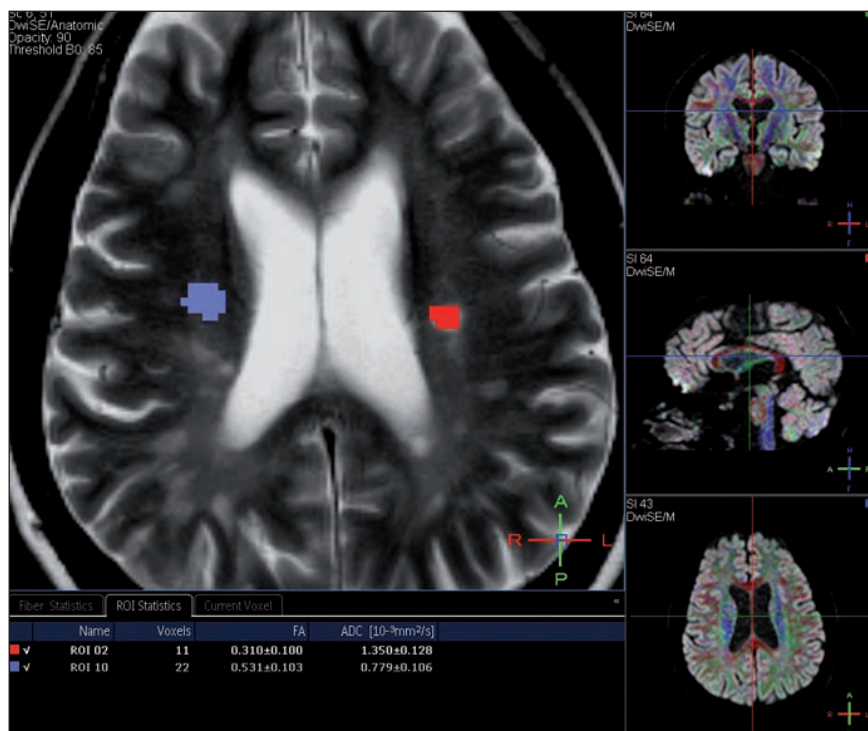 DwiSE/Anatomic
Opacity: 90
Threshold B0: 85
A
R L
P
SI 64
DwiSE/M
H
R L
F
SI 64
DwiSE/M
H
A P
F
SI 43
DwiSE/M
A
R L
P
Fiber Statistics ROI Statistics Current Voxel «
Name Voxels FA ADC [10-³mm²/s]
√ ROI 02 11 0.310±0.100 1.350±0.128
√ ROI 10 22 0.531±0.103 0.779±0.106